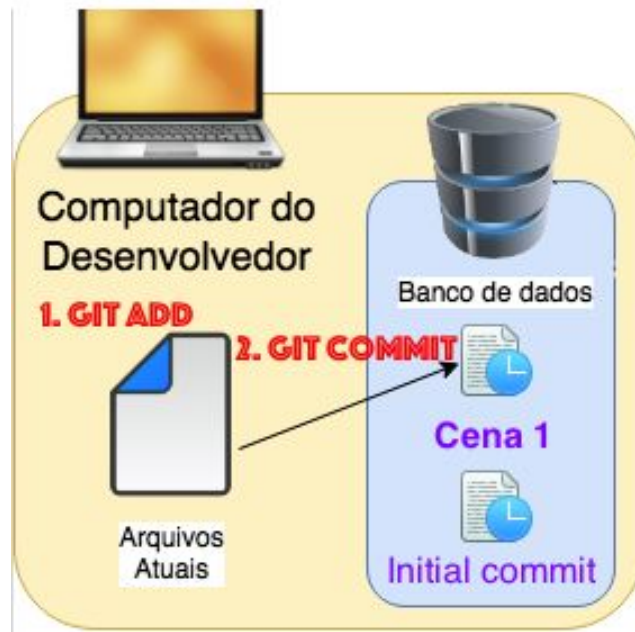 Computador do
Desenvolvedor
Banco de dados
1. GIT ADD
2. GIT COMMIT
Cena 1
Arquivos
Atuais
Initial commit